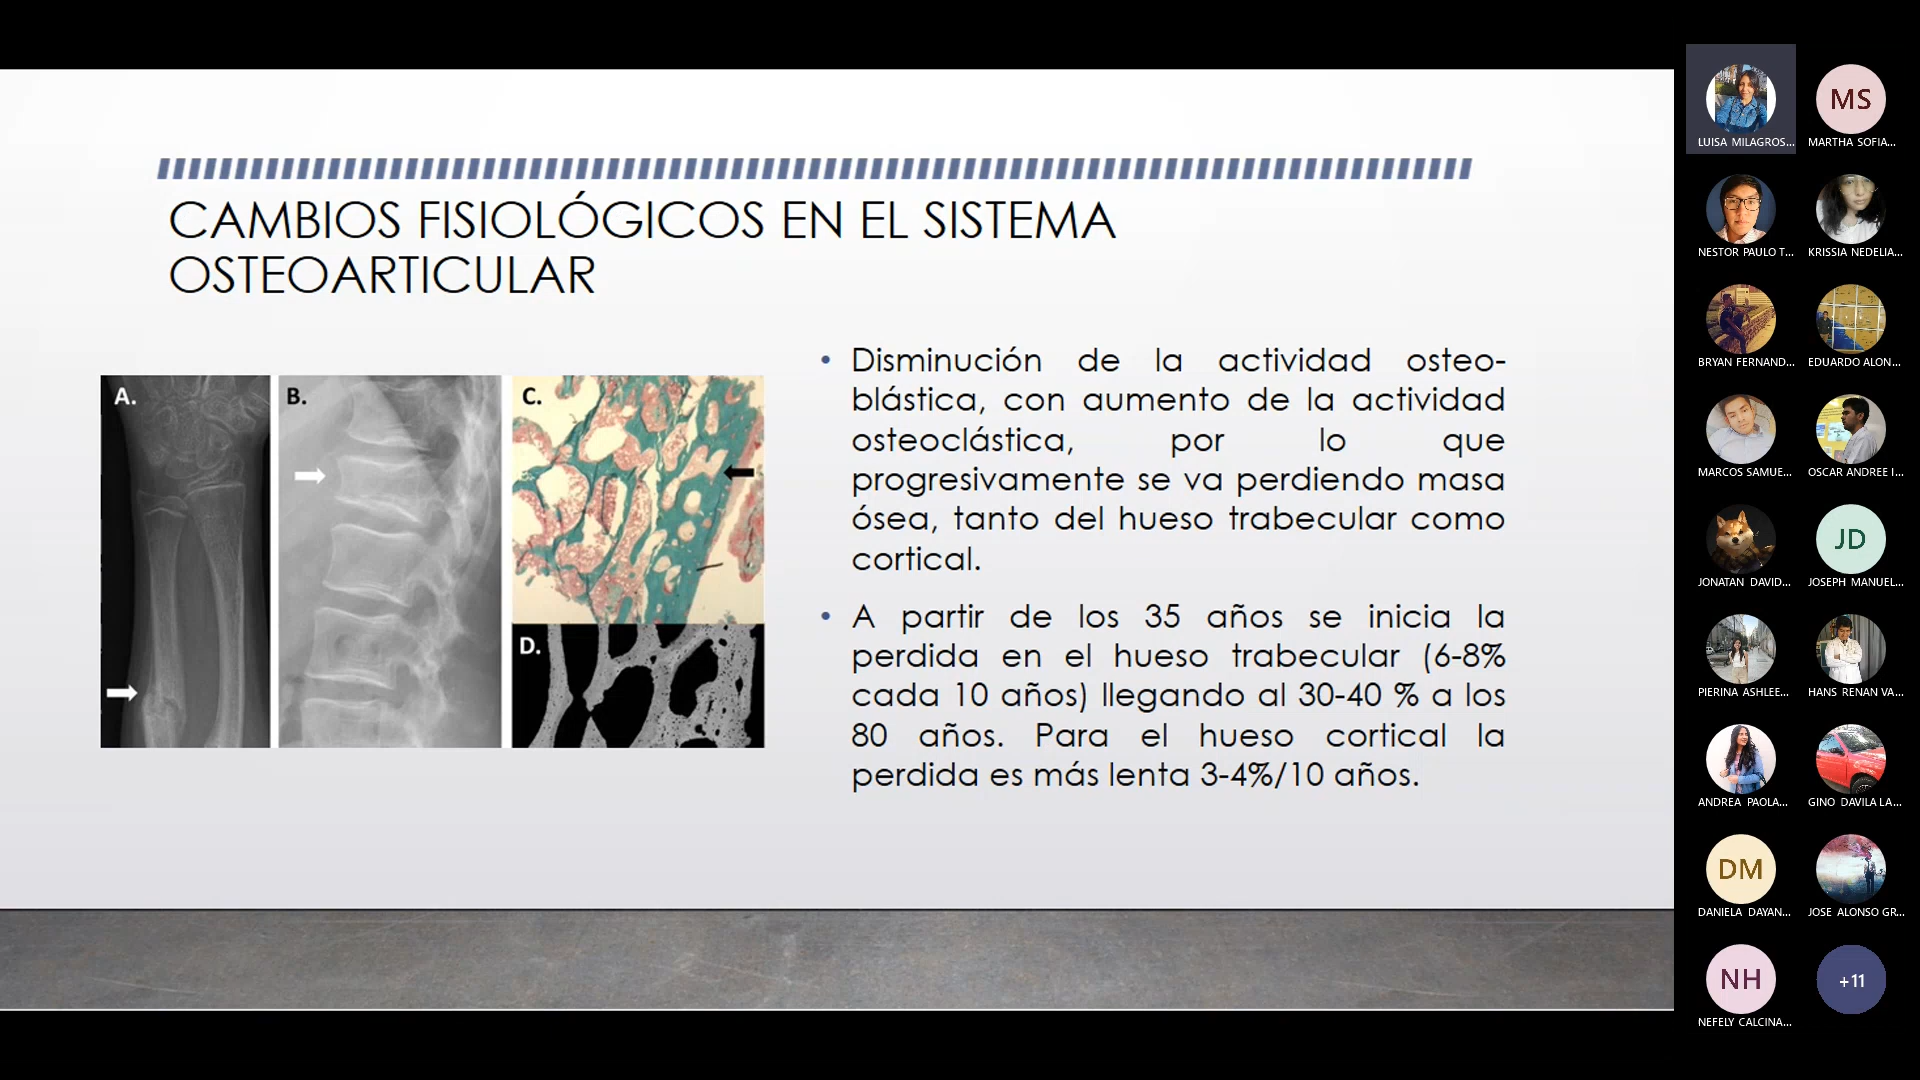 CAMBIOS FISIOLÓGICOS EN EL SISTEMA
OSTEOARTICULAR
A.
B.
C.
D.
• Disminución de la actividad osteo-
blástica, con aumento de la actividad
osteoclástica, por lo que
progresivamente se va perdiendo masa
ósea, tanto del hueso trabecular como
cortical.
• A partir de los 35 años se inicia la
perdida en el hueso trabecular (6-8%
cada 10 años) llegando al 30-40 % a los
80 años. Para el hueso cortical la
perdida es más lenta 3-4%/10 años.
LUISA MILAGROS...
MS
MARTHA SOFIA...
NESTOR PAULO T...
KRISSIA NEDELIA...
BRYAN FERNAND...
EDUARDO ALON...
MARCOS SAMUE...
OSCAR ANDREE I...
JONATAN DAVID...
JD
JOSEPH MANUEL...
PIERINA ASHLEE...
HANS RENAN VA...
ANDREA PAOLA...
GINO DAVILA LA...
DM
DANIELA DAYAN...
JOSE ALONSO GR...
NH
NEFELY CALCINA...
+11